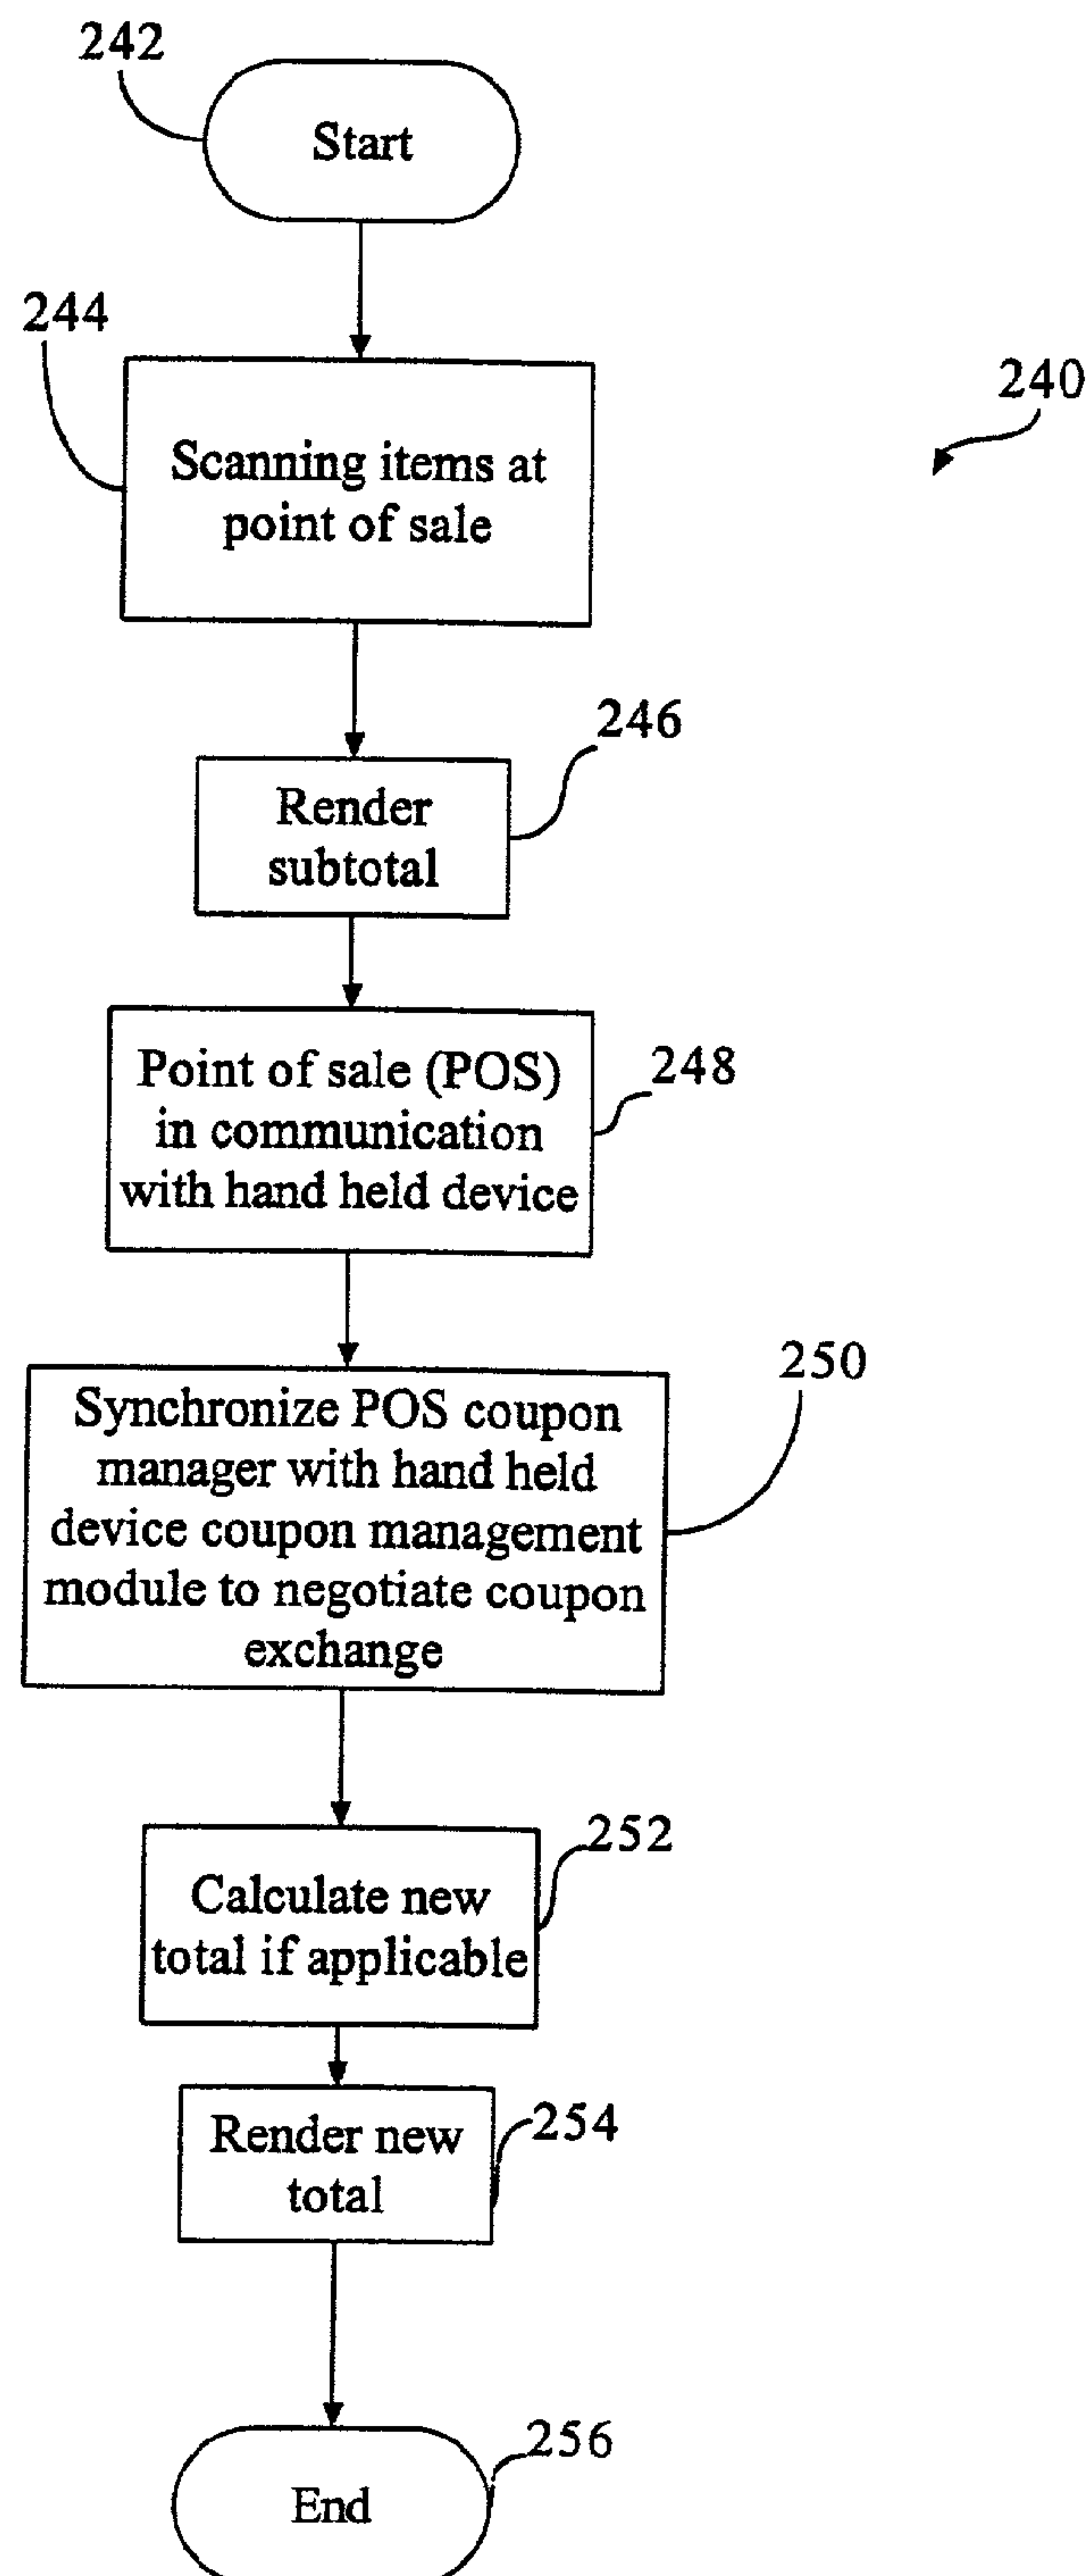 242
Start
244
240
Scanning items at
point of sale
246
Render
subtotal
248
Point of sale (POS)
in communication
with hand held device
250
Synchronize POS coupon
manager with hand held
device coupon management
module to negotiate coupon
exchange
252
Calculate new
total if applicable
254
Render new
total
256
End